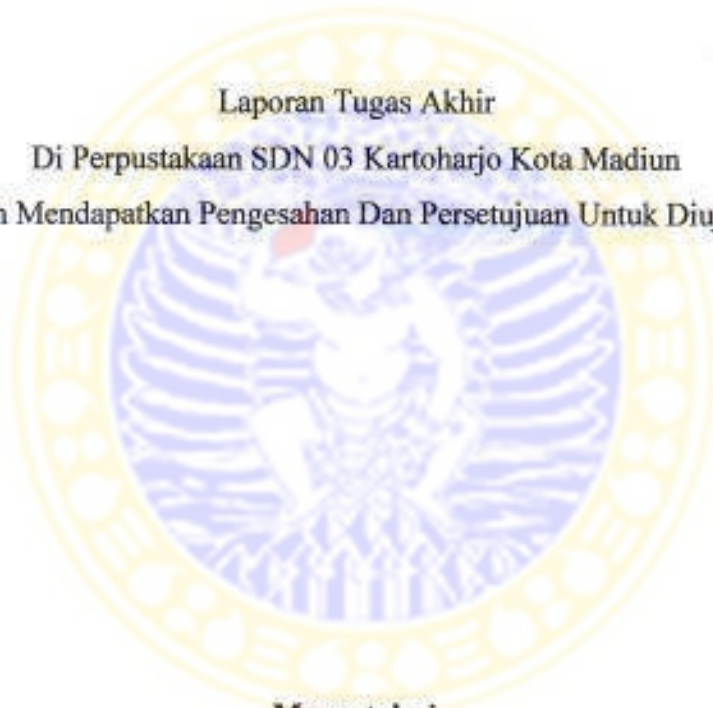 Laporan Tugas Akhir
Di Perpustakaan SDN 03 Kartoharjo Kota Madiun
Mendapatkan Pengesahan Dan Persetujuan Untuk